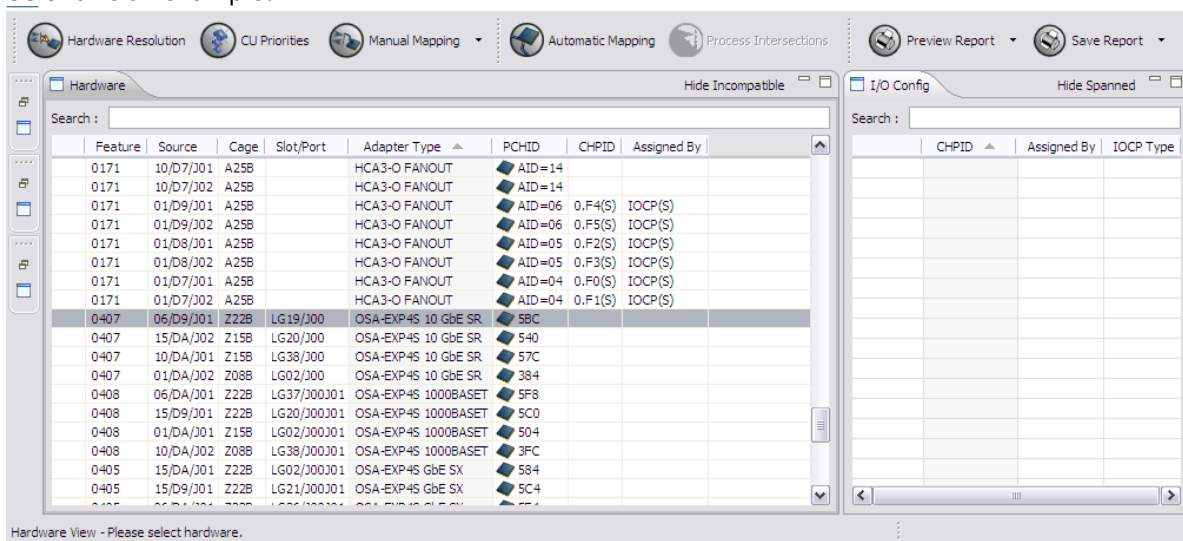 Hardware Resolution CU Priorities Manual Mapping Automatic Mapping Process Intersections Preview Report Save Report
Hardware Hide Incompatible I/O Config Hide Spanned
Search : Search :
Feature Source Cage Slot/Port Adapter Type PCHID CHPID Assigned By CHPID Assigned By IOCP Type
0171 10/D7/J01 A25B HCA3-O FANOUT AID=14
0171 10/D7/J02 A25B HCA3-O FANOUT AID=14
0171 01/D9/J01 A25B HCA3-O FANOUT AID=06 0.F4(S) IOCP(S)
0171 01/D9/J02 A25B HCA3-O FANOUT AID=06 0.F5(S) IOCP(S)
0171 01/D8/J01 A25B HCA3-O FANOUT AID=05 0.F2(S) IOCP(S)
0171 01/D8/J02 A25B HCA3-O FANOUT AID=05 0.F3(S) IOCP(S)
0171 01/D7/J01 A25B HCA3-O FANOUT AID=04 0.F0(S) IOCP(S)
0171 01/D7/J02 A25B HCA3-O FANOUT AID=04 0.F1(S) IOCP(S)
0407 06/D9/J01 Z22B LG19/J00 OSA-EXP4S 10 GbE SR 5BC
0407 15/DA/J02 Z15B LG20/J00 OSA-EXP4S 10 GbE SR 540
0407 10/DA/J01 Z15B LG38/J00 OSA-EXP4S 10 GbE SR 57C
0407 01/DA/J02 Z08B LG02/J00 OSA-EXP4S 10 GbE SR 384
0408 06/DA/J01 Z22B LG37/J00J01 OSA-EXP4S 1000BASET 5F8
0408 15/D9/J01 Z22B LG20/J00J01 OSA-EXP4S 1000BASET 5C0
0408 01/DA/J01 Z15B LG02/J00J01 OSA-EXP4S 1000BASET 504
0408 10/DA/J02 Z08B LG38/J00J01 OSA-EXP4S 1000BASET 3FC
0405 15/DA/J01 Z22B LG02/J00J01 OSA-EXP4S GbE SX 584
0405 15/D9/J01 Z22B LG21/J00J01 OSA-EXP4S GbE SX 5C4
Hardware View - Please select hardware.